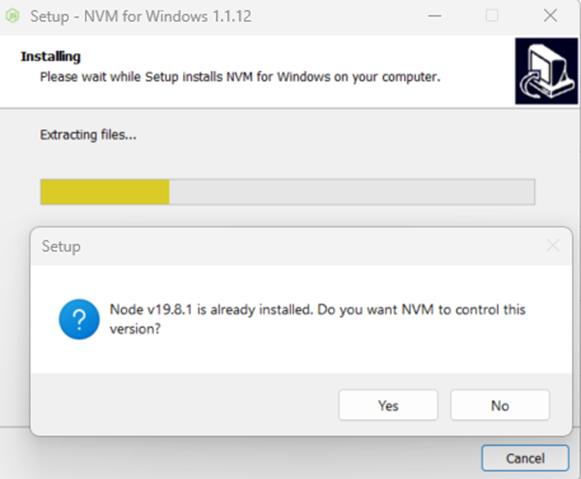 Setup - NVM for Windows 1.1.12
Installing
Please wait while Setup installs NVM for Windows on your computer.
Extracting files...
Setup
Node v19.8.1 is already installed. Do you want NVM to control this
version?
Yes
No
Cancel